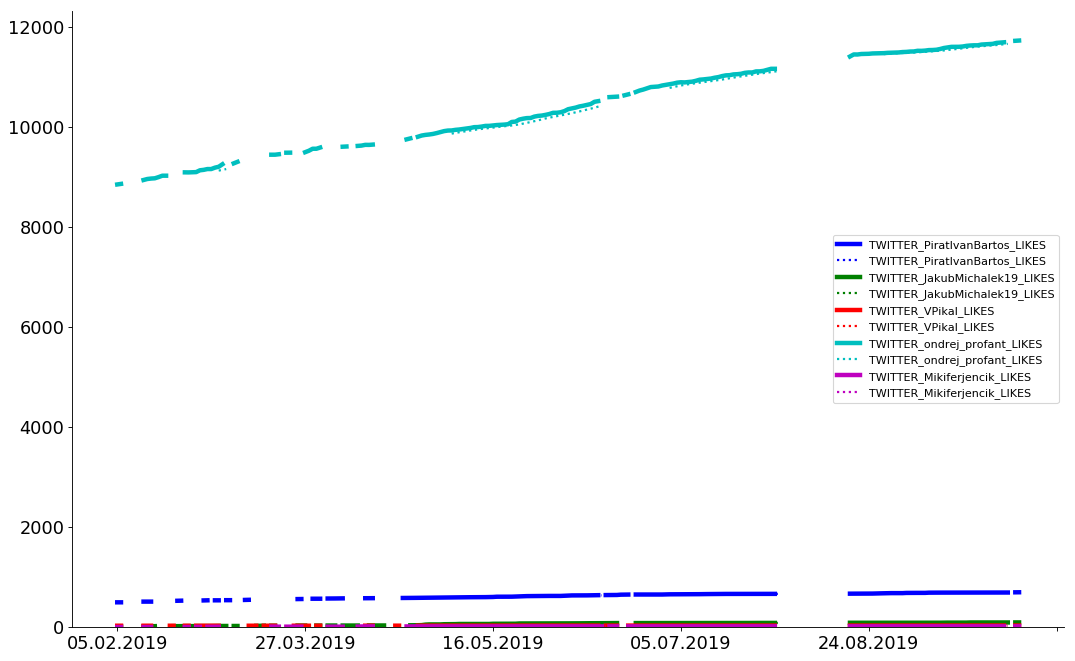 12000
10000
8000
6000
4000
2000
0
TWITTER_PiratIvanBartos_LIKES
TWITTER_PiratIvanBartos_LIKES
TWITTER_JakubMichalek19_LIKES
TWITTER_JakubMichalek19_LIKES
TWITTER_VPikal_LIKES
TWITTER_VPikal_LIKES
TWITTER_ondrej_profant_LIKES
TWITTER_ondrej_profant_LIKES
TWITTER_Mikiferjencik_LIKES
TWITTER_Mikiferjencik_LIKES
05.02.2019 27.03.2019 16.05.2019 05.07.2019 24.08.2019